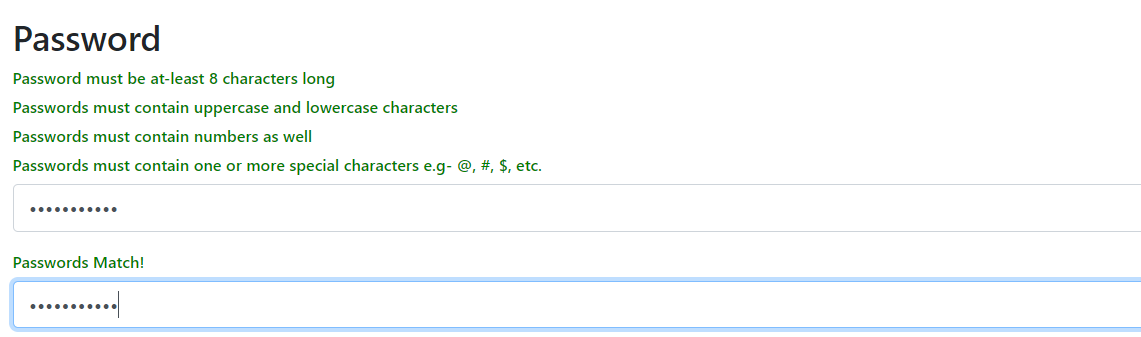 Password
Password must be at-least 8 characters long
Passwords must contain uppercase and lowercase characters
Passwords must contain numbers as well
Passwords must contain one or more special characters e.g- @, #, $, etc.
•••••••••••
Passwords Match!
•••••••••••